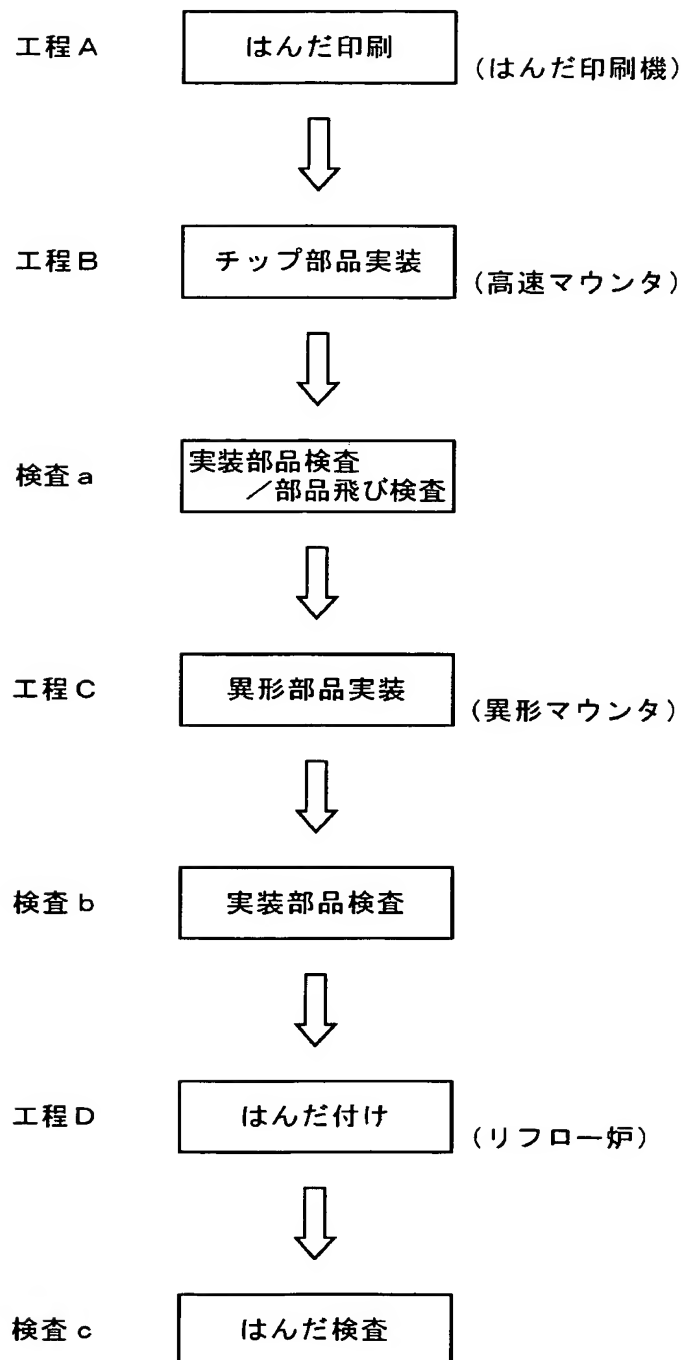 工程A はんだ印刷 (はんだ印刷機)
工程B チップ部品実装 (高速マウンタ)
検査a 実装部品検査
／部品飛び検査
工程C 異形部品実装 (異形マウンタ)
検査b 実装部品検査
工程D はんだ付け (リフロー炉)
検査c はんだ検査